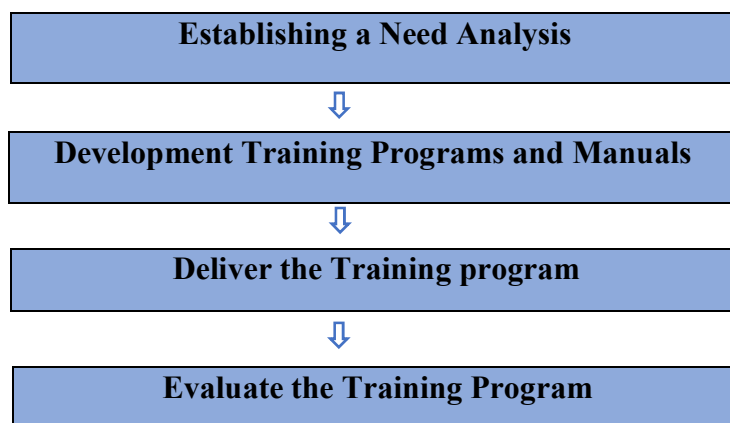 Establishing a Need Analysis
Development Training Programs and Manuals
Deliver the Training program
Evaluate the Training Program